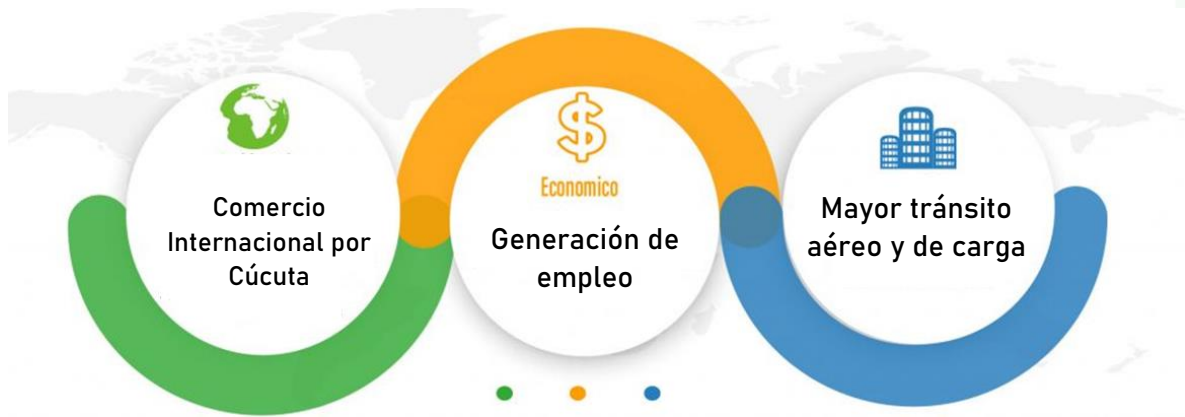 Comercio
Internacional por
Cúcuta
Economico
Generación de
empleo
Mayor tránsito
aéreo y de carga